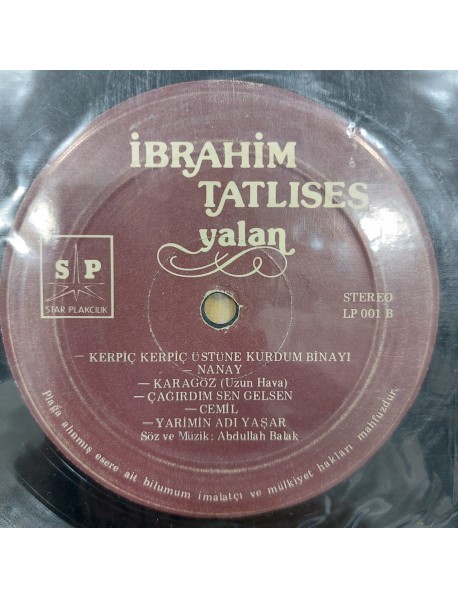 İBRAHİM
TATLISES
yalan
S P
STAR PLAKCILIK
STEREO
LP 001 B
— KERPİÇ KERPİÇ ÜSTÜNE KURDUM BİNAYI
— NANAY
— KARAGÖZ (Uzun Hava)
— ÇAGIRDIM SEN GELSEN
— CEMİL
— YARİMİN ADI YAŞAR
Söz ve Müzik: Abdullah Balak
Plağa alınmış esere ait bilumum imalatçı ve mülkiyet hakları mahfuzdur.